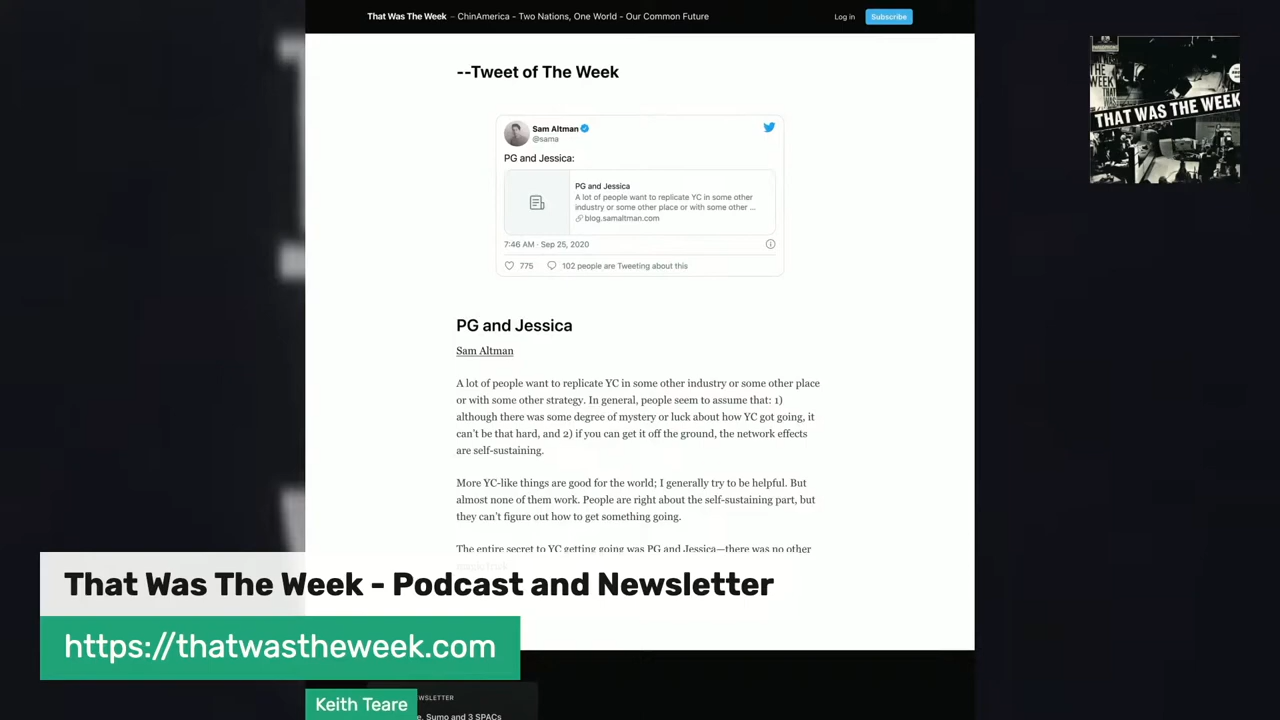 That Was The Week - ChinAmerica - Two Nations, One World - Our Common Future
Log in
Subscribe
--Tweet of The Week
Sam Altman
@sama
PG and Jessica:
PG and Jessica
A lot of people want to replicate YC in some other
industry or some other place or with some other ...
blog.samaltman.com
7:46 AM · Sep 25, 2020
775
102 people are Tweeting about this
THAT WAS THE WEEK
PG and Jessica
Sam Altman
A lot of people want to replicate YC in some other industry or some other place
or with some other strategy. In general, people seem to assume that: 1)
although there was some degree of mystery or luck about how YC got going, it
can't be that hard, and 2) if you can get it off the ground, the network effects
are self-sustaining.
More YC-like things are good for the world; I generally try to be helpful. But
almost none of them work. People are right about the self-sustaining part, but
they can't figure out how to get something going.
The entire secret to YC getting going was PG and Jessica—there was no other
That Was The Week - Podcast and Newsletter
https://thatwastheweek.com
Keith Teare
WSLETTER
e, Sumo and 3 SPACs